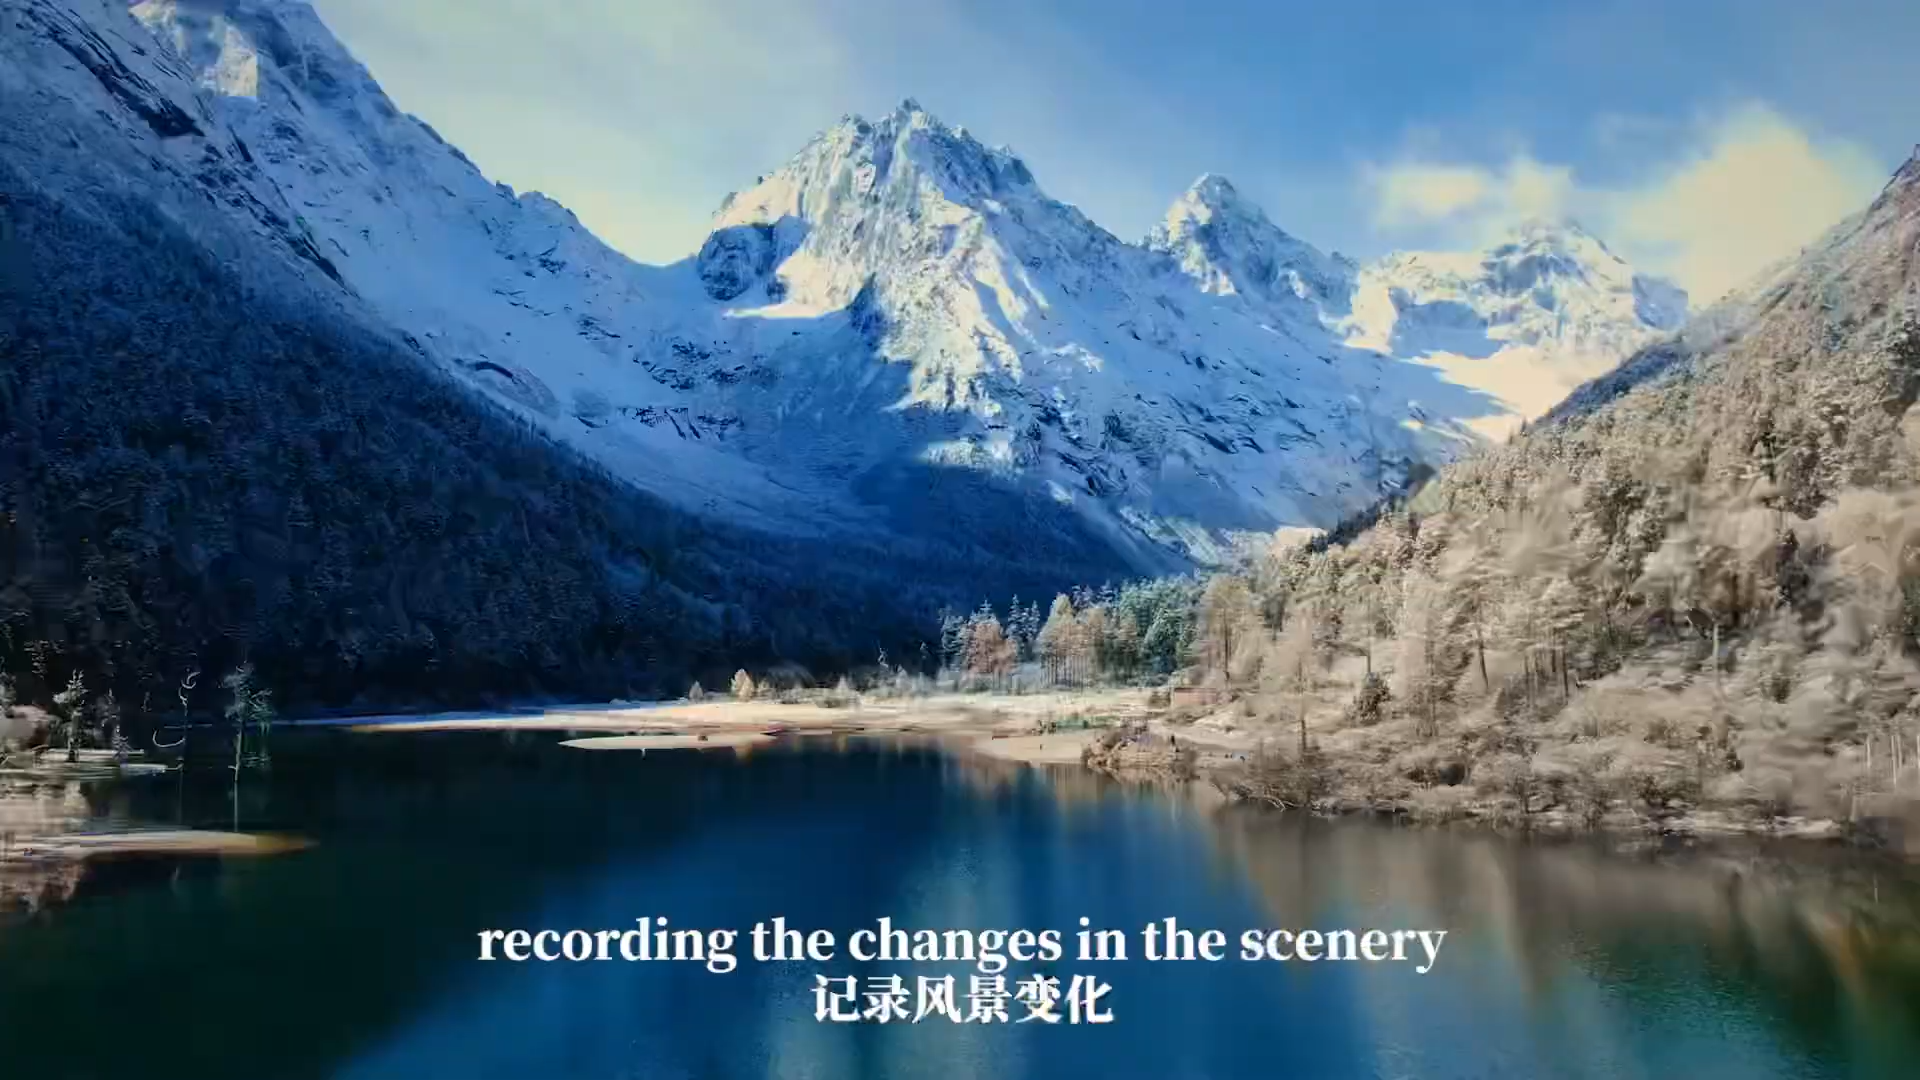 recording the changes in the scenery
记录风景变化